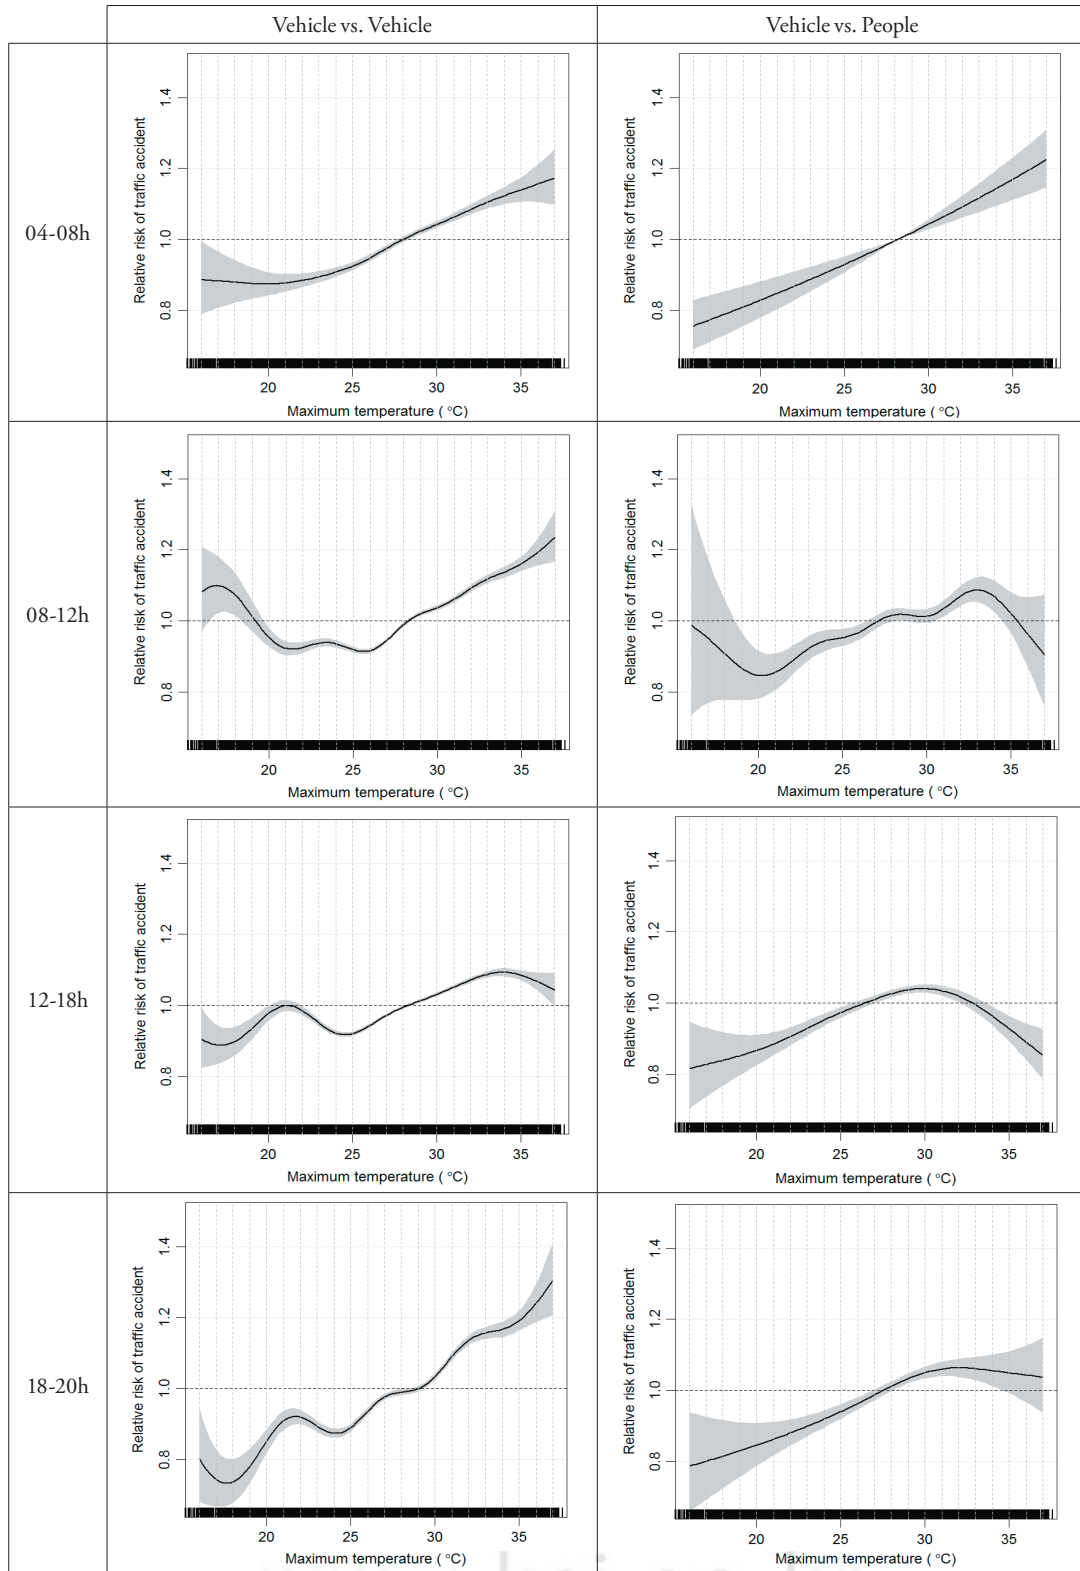 Vehicle vs. Vehicle
Vehicle vs. People
04-08h
Relative risk of traffic accident
1.4
1.2
1.0
0.8
20 25 30 35
Maximum temperature ( °C)
Relative risk of traffic accident
1.4
1.2
1.0
0.8
20 25 30 35
Maximum temperature ( °C)
08-12h
Relative risk of traffic accident
1.4
1.2
1.0
0.8
20 25 30 35
Maximum temperature ( °C)
Relative risk of traffic accident
1.4
1.2
1.0
0.8
20 25 30 35
Maximum temperature ( °C)
12-18h
Relative risk of traffic accident
1.4
1.2
1.0
0.8
20 25 30 35
Maximum temperature ( °C)
Relative risk of traffic accident
1.4
1.2
1.0
0.8
20 25 30 35
Maximum temperature ( °C)
18-20h
Relative risk of traffic accident
1.4
1.2
1.0
0.8
20 25 30 35
Maximum temperature ( °C)
Relative risk of traffic accident
1.4
1.2
1.0
0.8
20 25 30 35
Maximum temperature ( °C)